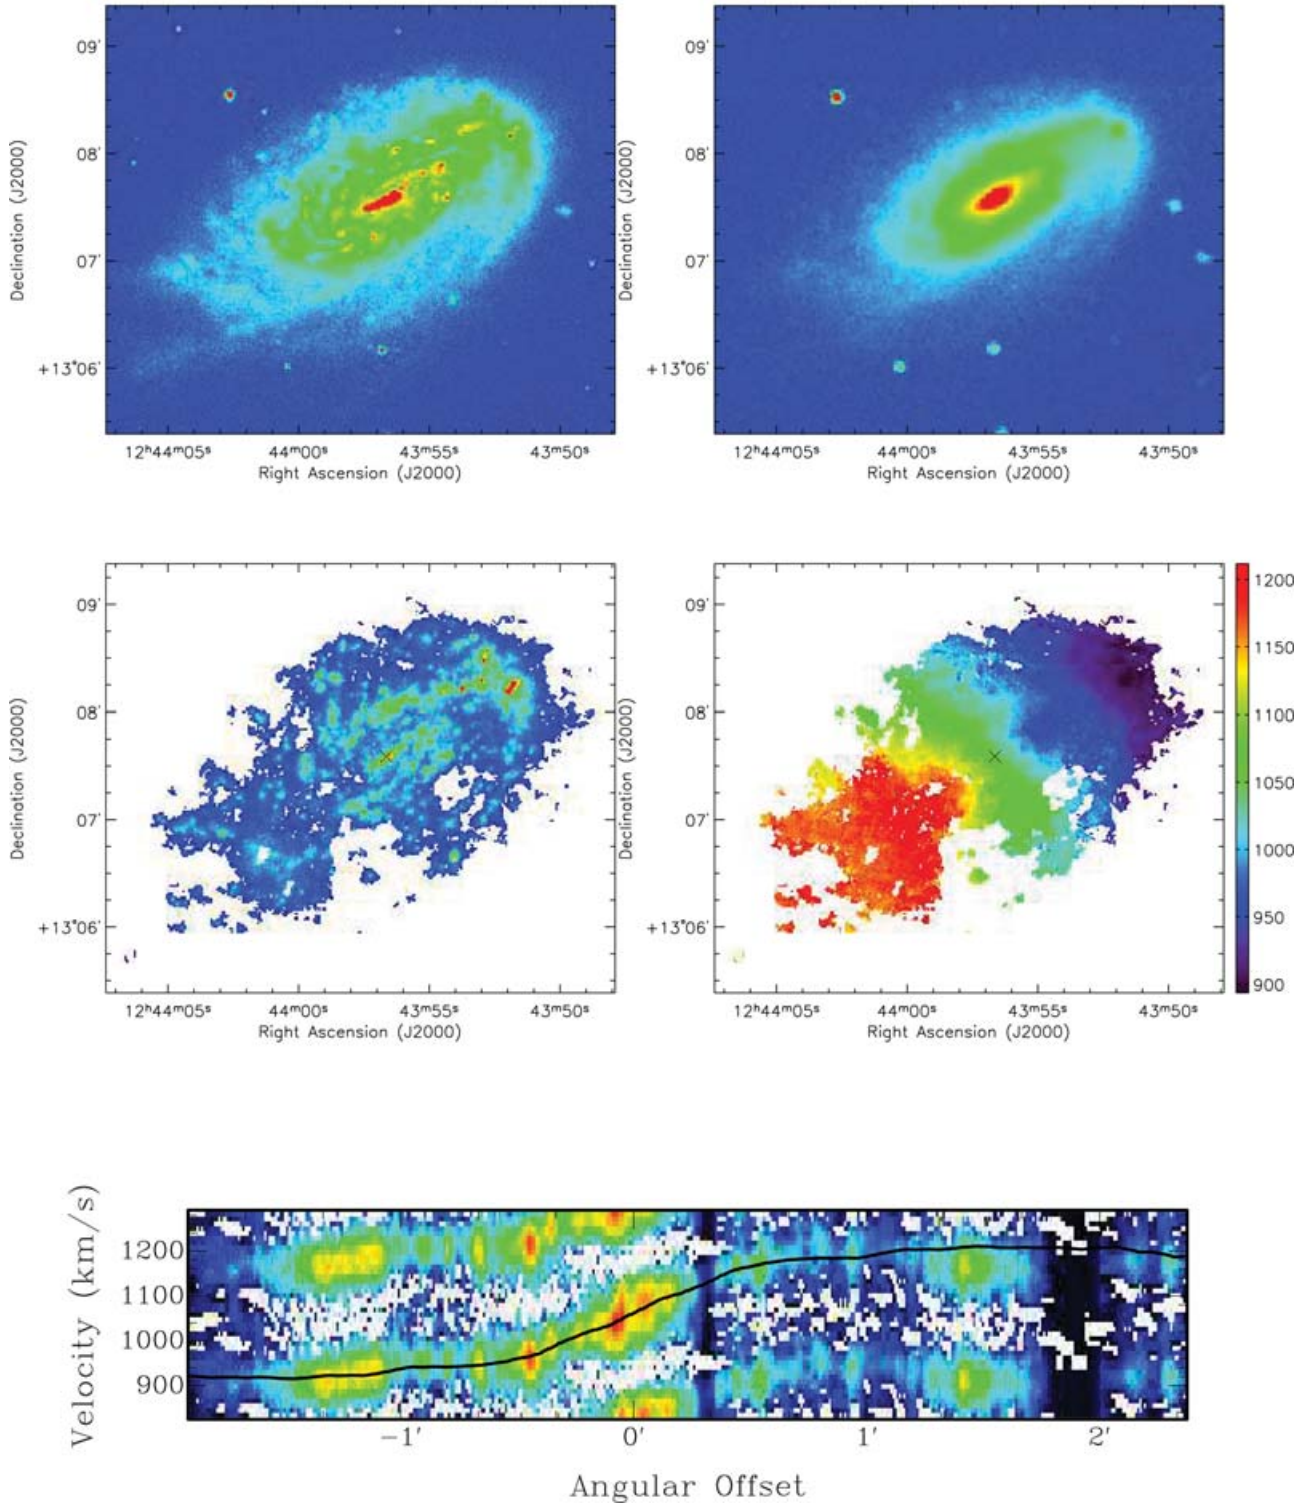 09'
08'
07'
+13°06'
Declination (J2000)
12ʰ44ᵐ05ˢ 44ᵐ00ˢ 43ᵐ55ˢ 43ᵐ50ˢ
Right Ascension (J2000)
09'
08'
07'
+13°06'
Declination (J2000)
12ʰ44ᵐ05ˢ 44ᵐ00ˢ 43ᵐ55ˢ 43ᵐ50ˢ
Right Ascension (J2000)
09'
08'
07'
+13°06'
Declination (J2000)
12ʰ44ᵐ05ˢ 44ᵐ00ˢ 43ᵐ55ˢ 43ᵐ50ˢ
Right Ascension (J2000)
09'
08'
07'
+13°06'
Declination (J2000)
12ʰ44ᵐ05ˢ 44ᵐ00ˢ 43ᵐ55ˢ 43ᵐ50ˢ
Right Ascension (J2000)
1200
1150
1100
1050
1000
950
900
Velocity (km/s)
1200
1100
1000
900
−1' 0' 1' 2'
Angular Offset